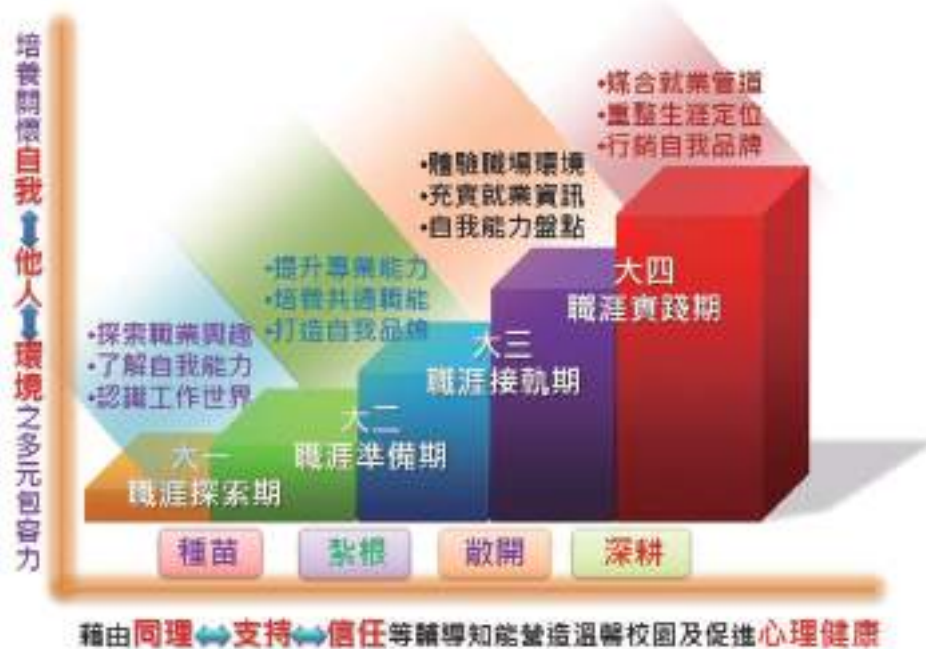 培養關懷自我↕他人↕環境之多元包容力
•媒合就業管道
•重整生涯定位
•行銷自我品牌
•體驗職場環境
•充實就業資訊
•自我能力盤點
•提升專業能力
•培養共通職能
•打造自我品牌
•探索職業興趣
•了解自我能力
•認識工作世界
大四
職涯實踐期
大三
職涯接軌期
大二
職涯準備期
大一
職涯探索期
種苗
紮根
敞開
深耕
藉由同理⇔支持⇔信任等輔導知能營造溫馨校園及促進心理健康